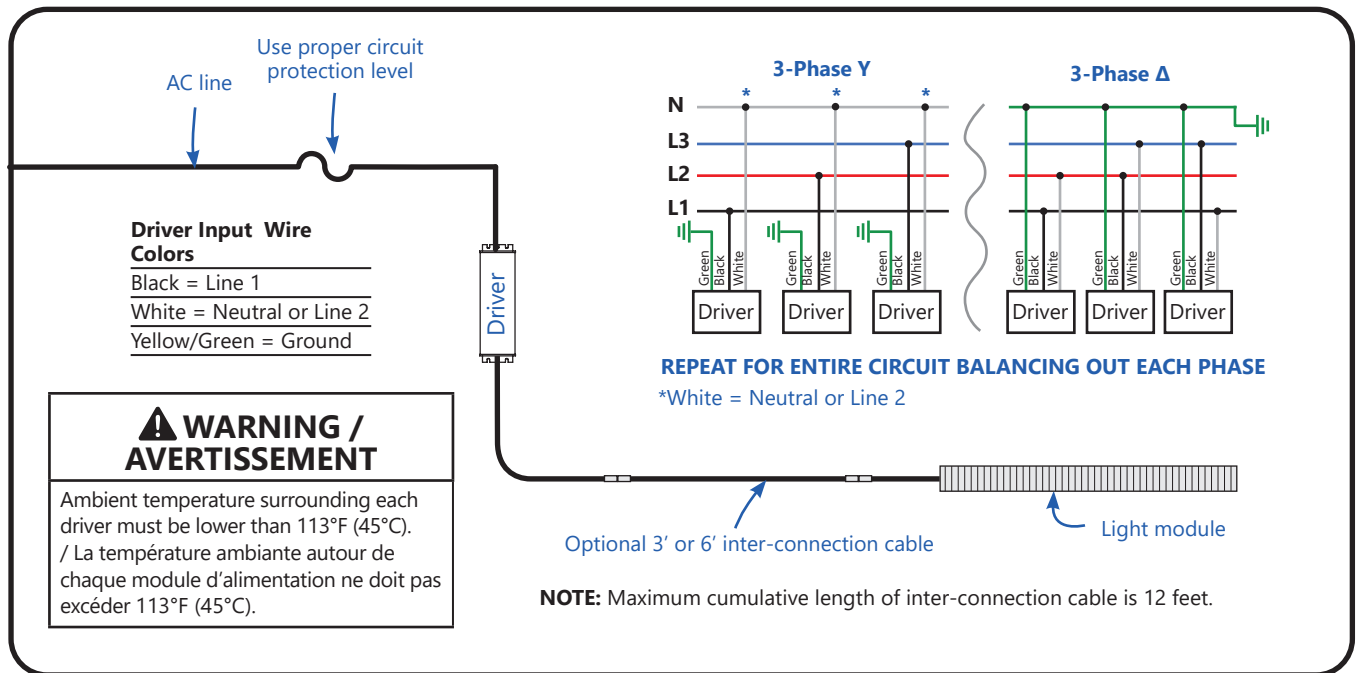 Use proper circuit
protection level
AC line
Driver Input Wire
Colors
Black = Line 1
White = Neutral or Line 2
Yellow/Green = Ground
Driver
3-Phase Y
3-Phase Δ
* * *
N
L3
L2
L1
Green Black White Green Black White Green Black White
Green Black White Green Black White Green Black White
Driver Driver Driver
Driver Driver Driver
REPEAT FOR ENTIRE CIRCUIT BALANCING OUT EACH PHASE
*White = Neutral or Line 2
WARNING /
AVERTISSEMENT
Ambient temperature surrounding each
driver must be lower than 113°F (45°C).
/ La température ambiante autour de
chaque module d’alimentation ne doit pas
excéder 113°F (45°C).
Optional 3’ or 6’ inter-connection cable
Light module
NOTE: Maximum cumulative length of inter-connection cable is 12 feet.